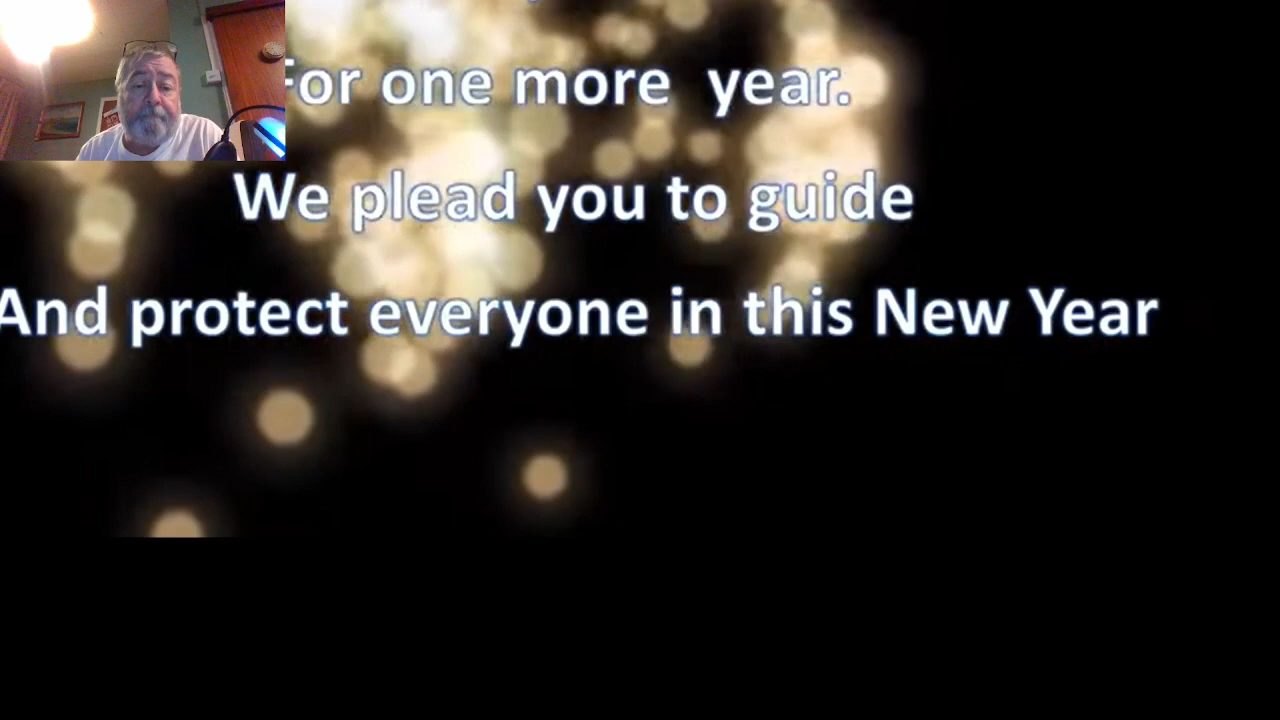 For one more year.
We plead you to guide
And protect everyone in this New Year